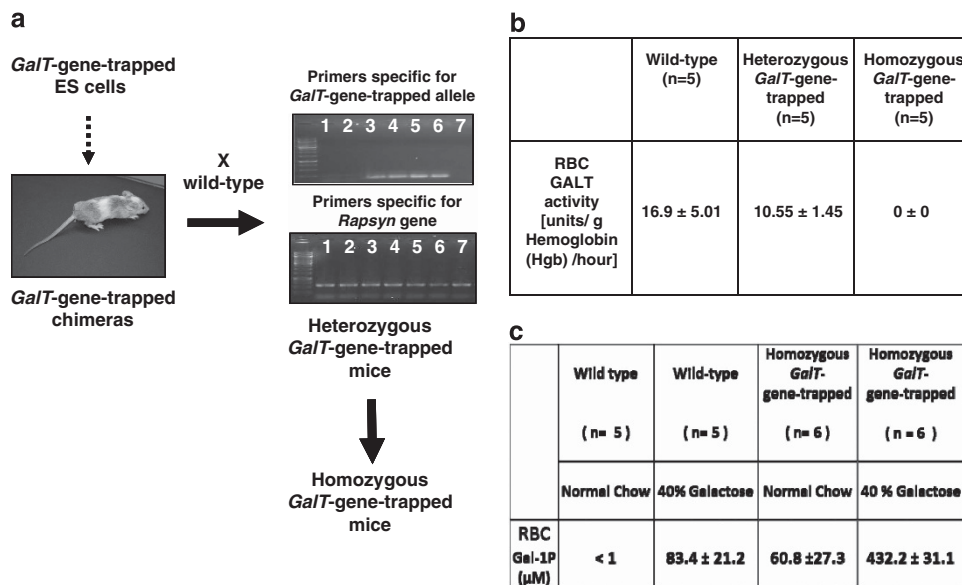 a
GalT-gene-trapped
ES cells
X
wild-type
GalT-gene-trapped
chimeras
Primers specific for
GalT-gene-trapped allele
1 2 3 4 5 6 7
Primers specific for
Rapsyn gene
1 2 3 4 5 6 7
Heterozygous
GalT-gene-trapped
mice
Homozygous
GalT-gene-trapped
mice
b
Wild-type
(n=5)
Heterozygous
GalT-gene-
trapped
(n=5)
Homozygous
GalT-gene-
trapped
(n=5)
RBC
GALT
activity
[units/ g
Hemoglobin
(Hgb) /hour]
16.9 ± 5.01
10.55 ± 1.45
0 ± 0
c
Wild type
( n= 5 )
Wild-type
( n= 5 )
Homozygous
GalT-
gene-trapped
( n= 6 )
Homozygous
GalT-
gene-trapped
( n = 6 )
Normal Chow
40% Galactose
Normal Chow
40 % Galactose
RBC
Gal-1P
(µM)
< 1
83.4 ± 21.2
60.8 ±27.3
432.2 ± 31.1